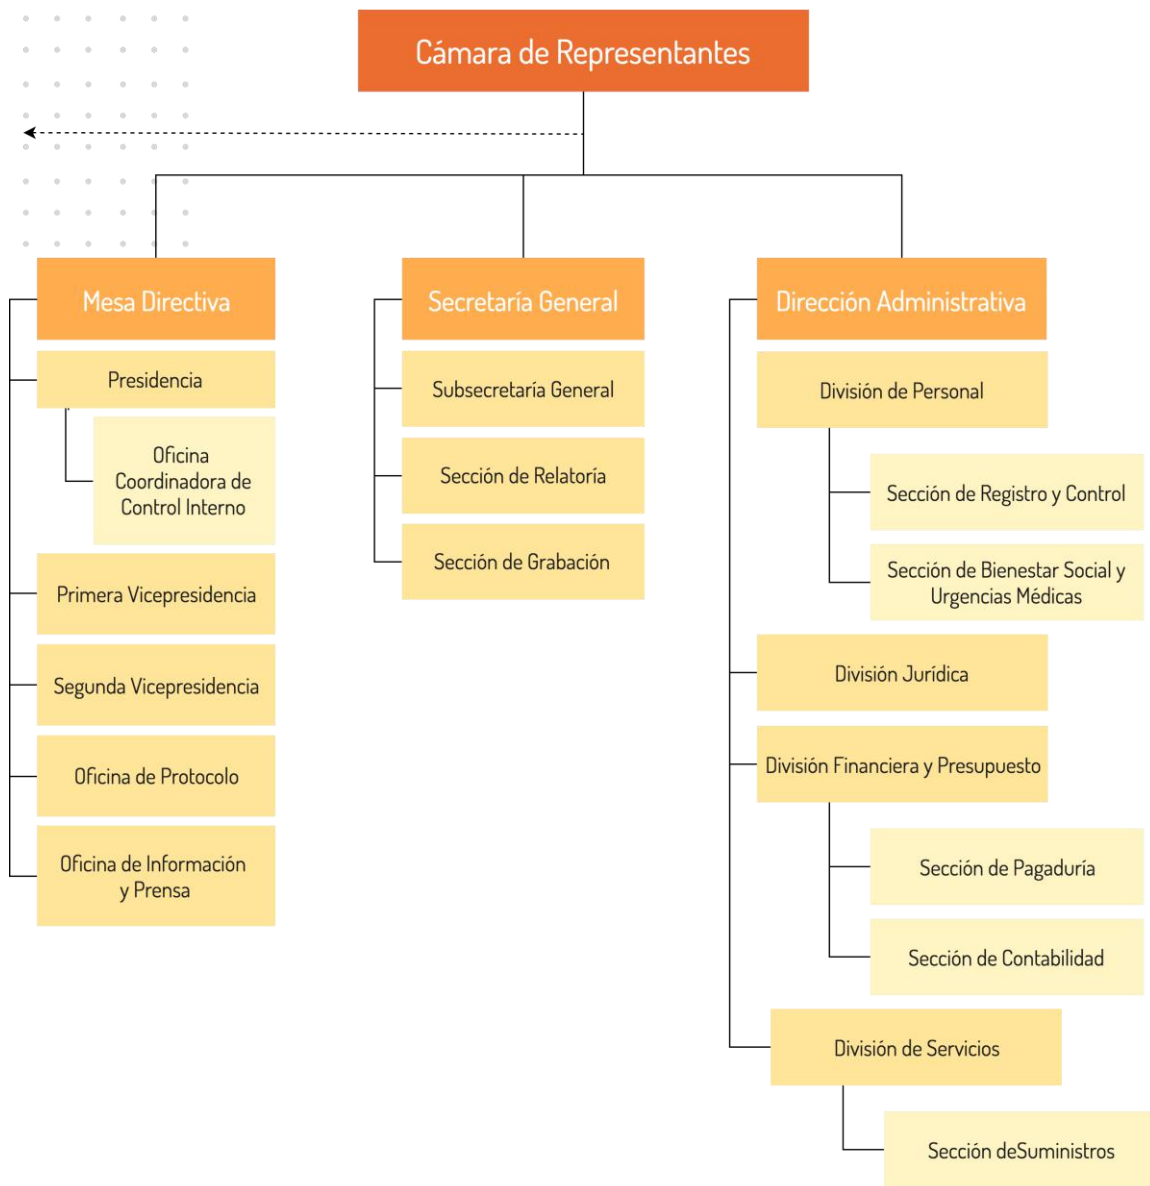 Cámara de Representantes
Mesa Directiva
Presidencia
Oficina
Coordinadora de
Control Interno
Primera Vicepresidencia
Segunda Vicepresidencia
Oficina de Protocolo
Oficina de Información
y Prensa
Secretaría General
Subsecretaría General
Sección de Relatoría
Sección de Grabación
Dirección Administrativa
División de Personal
Sección de Registro y Control
Sección de Bienestar Social y
Urgencias Médicas
División Jurídica
División Financiera y Presupuesto
Sección de Pagaduría
Sección de Contabilidad
División de Servicios
Sección deSuministros